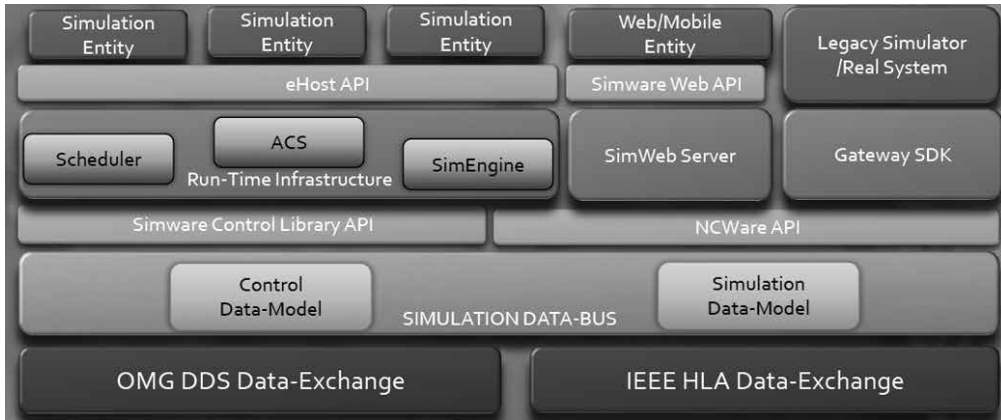 Simulation
Entity
Simulation
Entity
Simulation
Entity
Web/Mobile
Entity
Legacy Simulator
/Real System
eHost API
Simware Web API
Scheduler
ACS
SimEngine
Run-Time Infrastructure
SimWeb Server
Gateway SDK
Simware Control Library API
NCWare API
Control
Data-Model
Simulation
Data-Model
SIMULATION DATA-BUS
OMG DDS Data-Exchange
IEEE HLA Data-Exchange